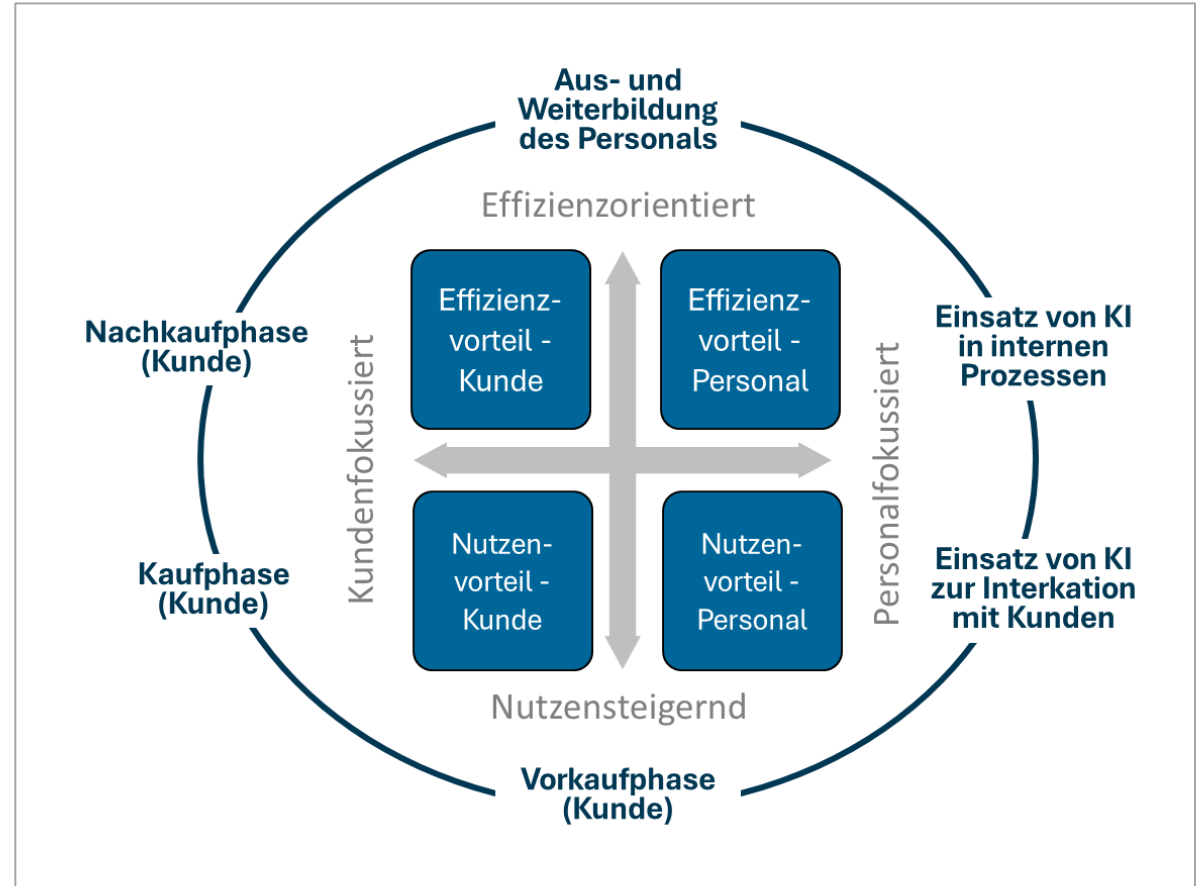 Aus- und
Weiterbildung
des Personals
Effizienzorientiert
Effizienz-
vorteil -
Kunde
Effizienz-
vorteil -
Personal
Nachkaufphase
(Kunde)
Kundenfokussiert
Personalfokussiert
Einsatz von KI
in internen
Prozessen
Nutzen-
vorteil -
Kunde
Nutzen-
vorteil -
Personal
Kaufphase
(Kunde)
Einsatz von KI
zur Interkation
mit Kunden
Nutzensteigernd
Vorkaufphase
(Kunde)